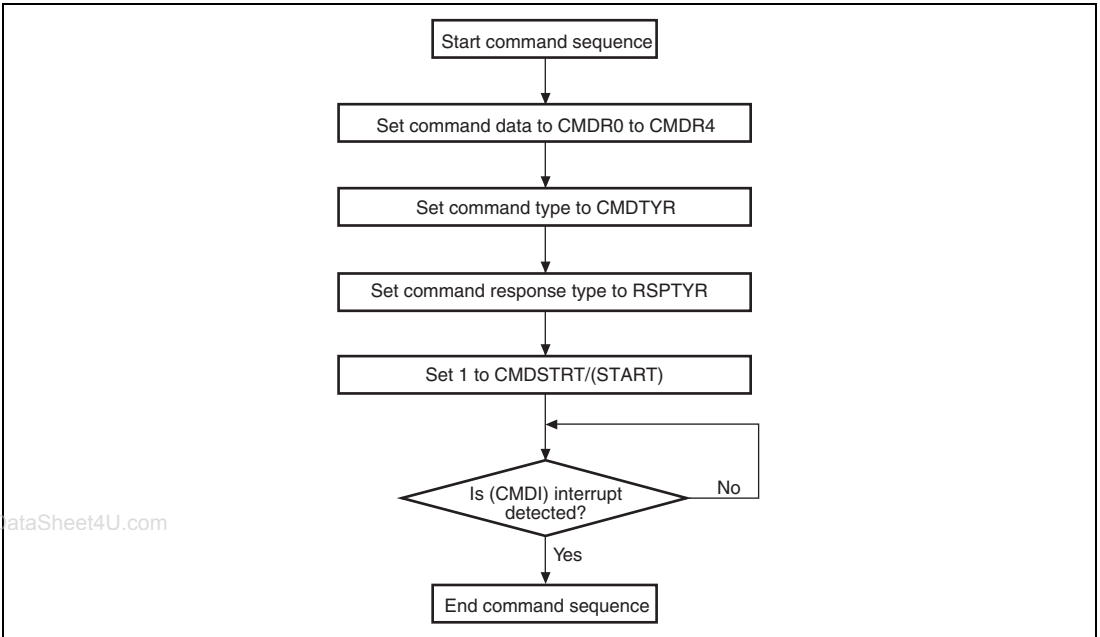 Start command sequence
Set command data to CMDR0 to CMDR4
Set command type to CMDTYR
Set command response type to RSPTYR
Set 1 to CMDSTRT/(START)
Is (CMDI) interrupt
detected?
No
Yes
End command sequence
ataSheet4U.com